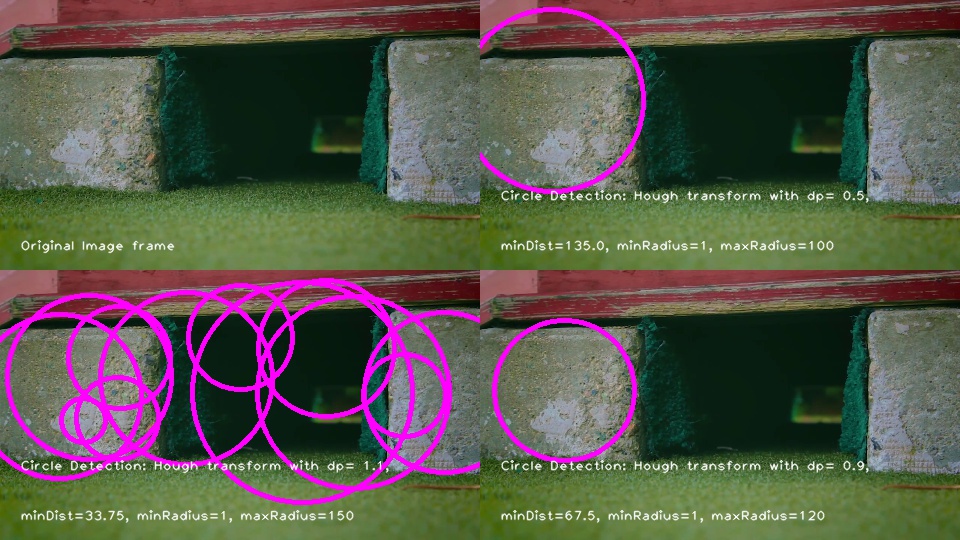 Original Image frame
Circle Detection: Hough transform with dp= 0.5,
minDist=135.0, minRadius=1, maxRadius=100
Circle Detection: Hough transform with dp= 1.1,
minDist=33.75, minRadius=1, maxRadius=150
Circle Detection: Hough transform with dp= 0.9,
minDist=67.5, minRadius=1, maxRadius=120